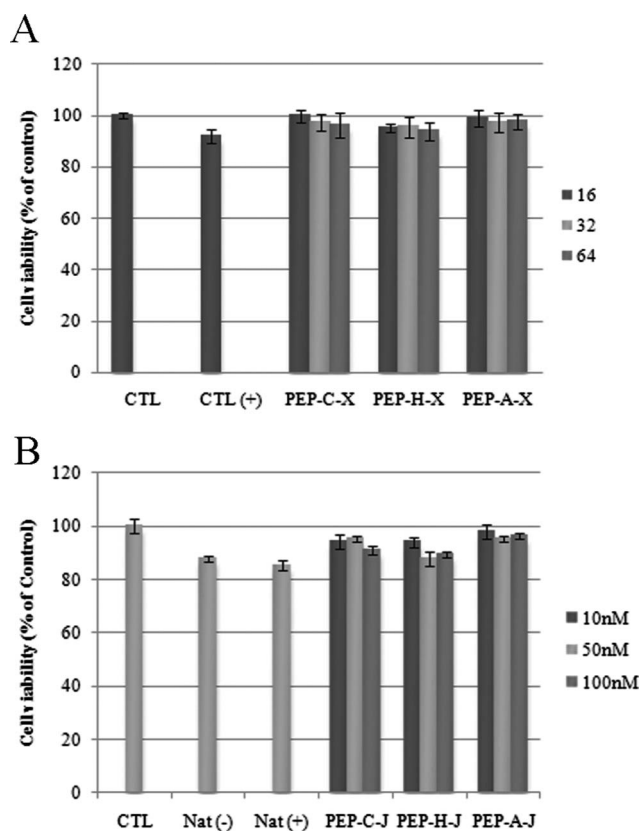 A
120
100
80
60
40
20
0
Cell viability (% of control)
CTL CTL (+) PEP-C-X PEP-H-X PEP-A-X
16
32
64
B
120
100
80
60
40
20
0
Cell viability (% of Control)
CTL Nat (-) Nat (+) PEP-C-J PEP-H-J PEP-A-J
10nM
50nM
100nM